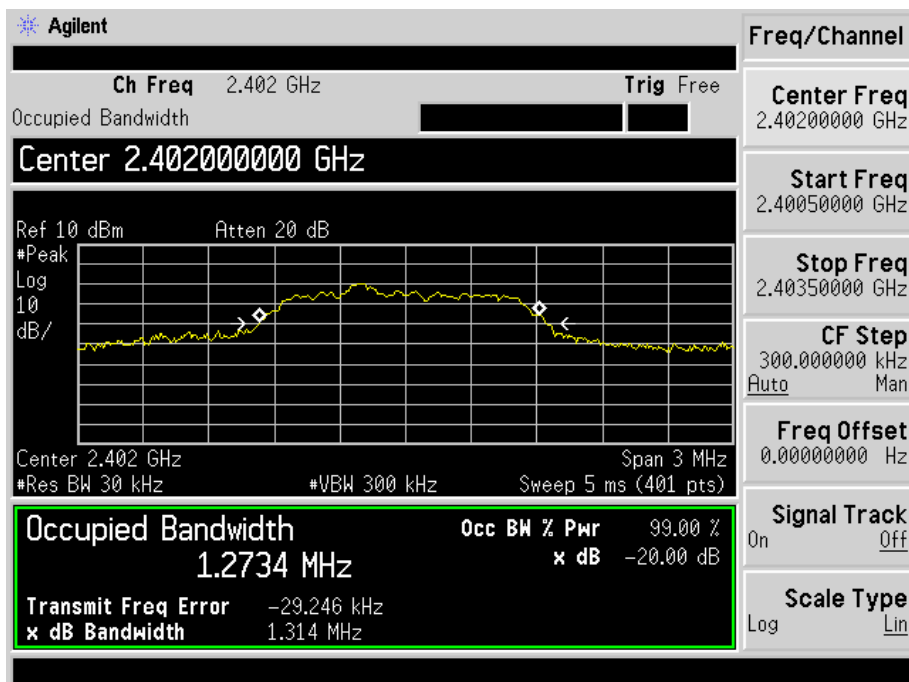 Agilent
Freq/Channel
Ch Freq 2.402 GHz Trig Free
Occupied Bandwidth
Center 2.402000000 GHz
Ref 10 dBm Atten 20 dB
#Peak
Log
10
dB/
Center 2.402 GHz Span 3 MHz
#Res BW 30 kHz #VBW 300 kHz Sweep 5 ms (401 pts)
Occupied Bandwidth
1.2734 MHz
Occ BW % Pwr 99.00 %
x dB -20.00 dB
Transmit Freq Error -29.246 kHz
x dB Bandwidth 1.314 MHz
Center Freq
2.40200000 GHz
Start Freq
2.40050000 GHz
Stop Freq
2.40350000 GHz
CF Step
300.000000 kHz
Auto Man
Freq Offset
0.00000000 Hz
Signal Track
On Off
Scale Type
Log Lin